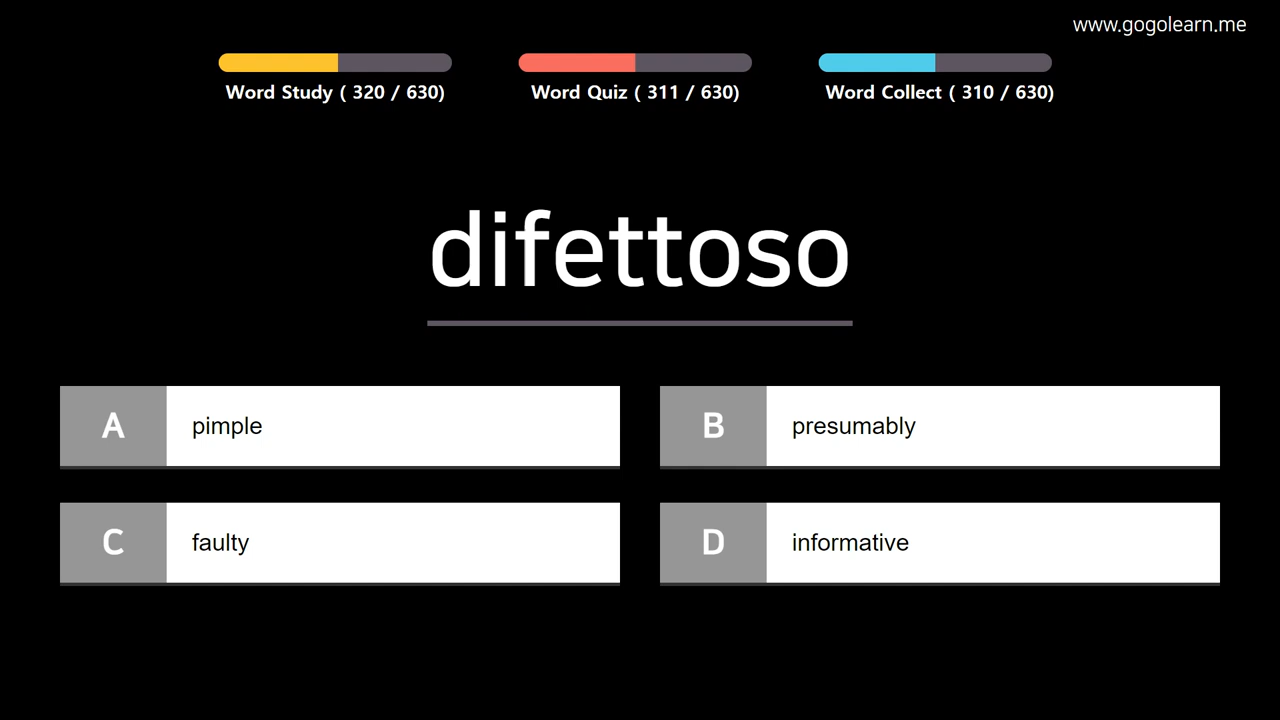 www.gogolearn.me
Word Study ( 320 / 630)
Word Quiz ( 311 / 630)
Word Collect ( 310 / 630)
difettoso
A pimple
B presumably
C faulty
D informative